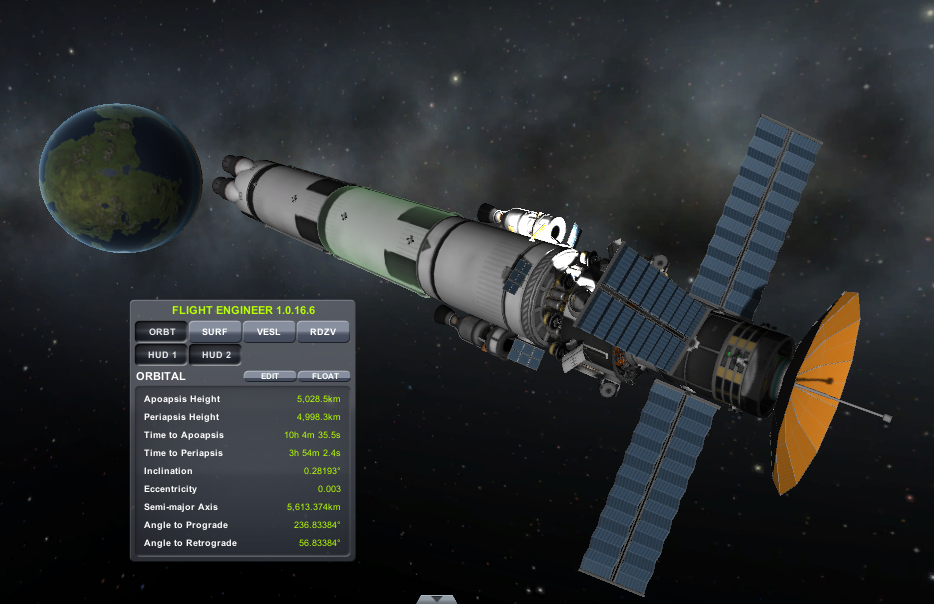 FLIGHT ENGINEER 1.0.16.6
ORBT SURF VESL RDZV
HUD 1 HUD 2
ORBITAL EDIT FLOAT
Apoapsis Height 5,028.5km
Periapsis Height 4,998.3km
Time to Apoapsis 10h 4m 35.5s
Time to Periapsis 3h 54m 2.4s
Inclination 0.28193°
Eccentricity 0.003
Semi-major Axis 5,613.374km
Angle to Prograde 236.83384°
Angle to Retrograde 56.83384°